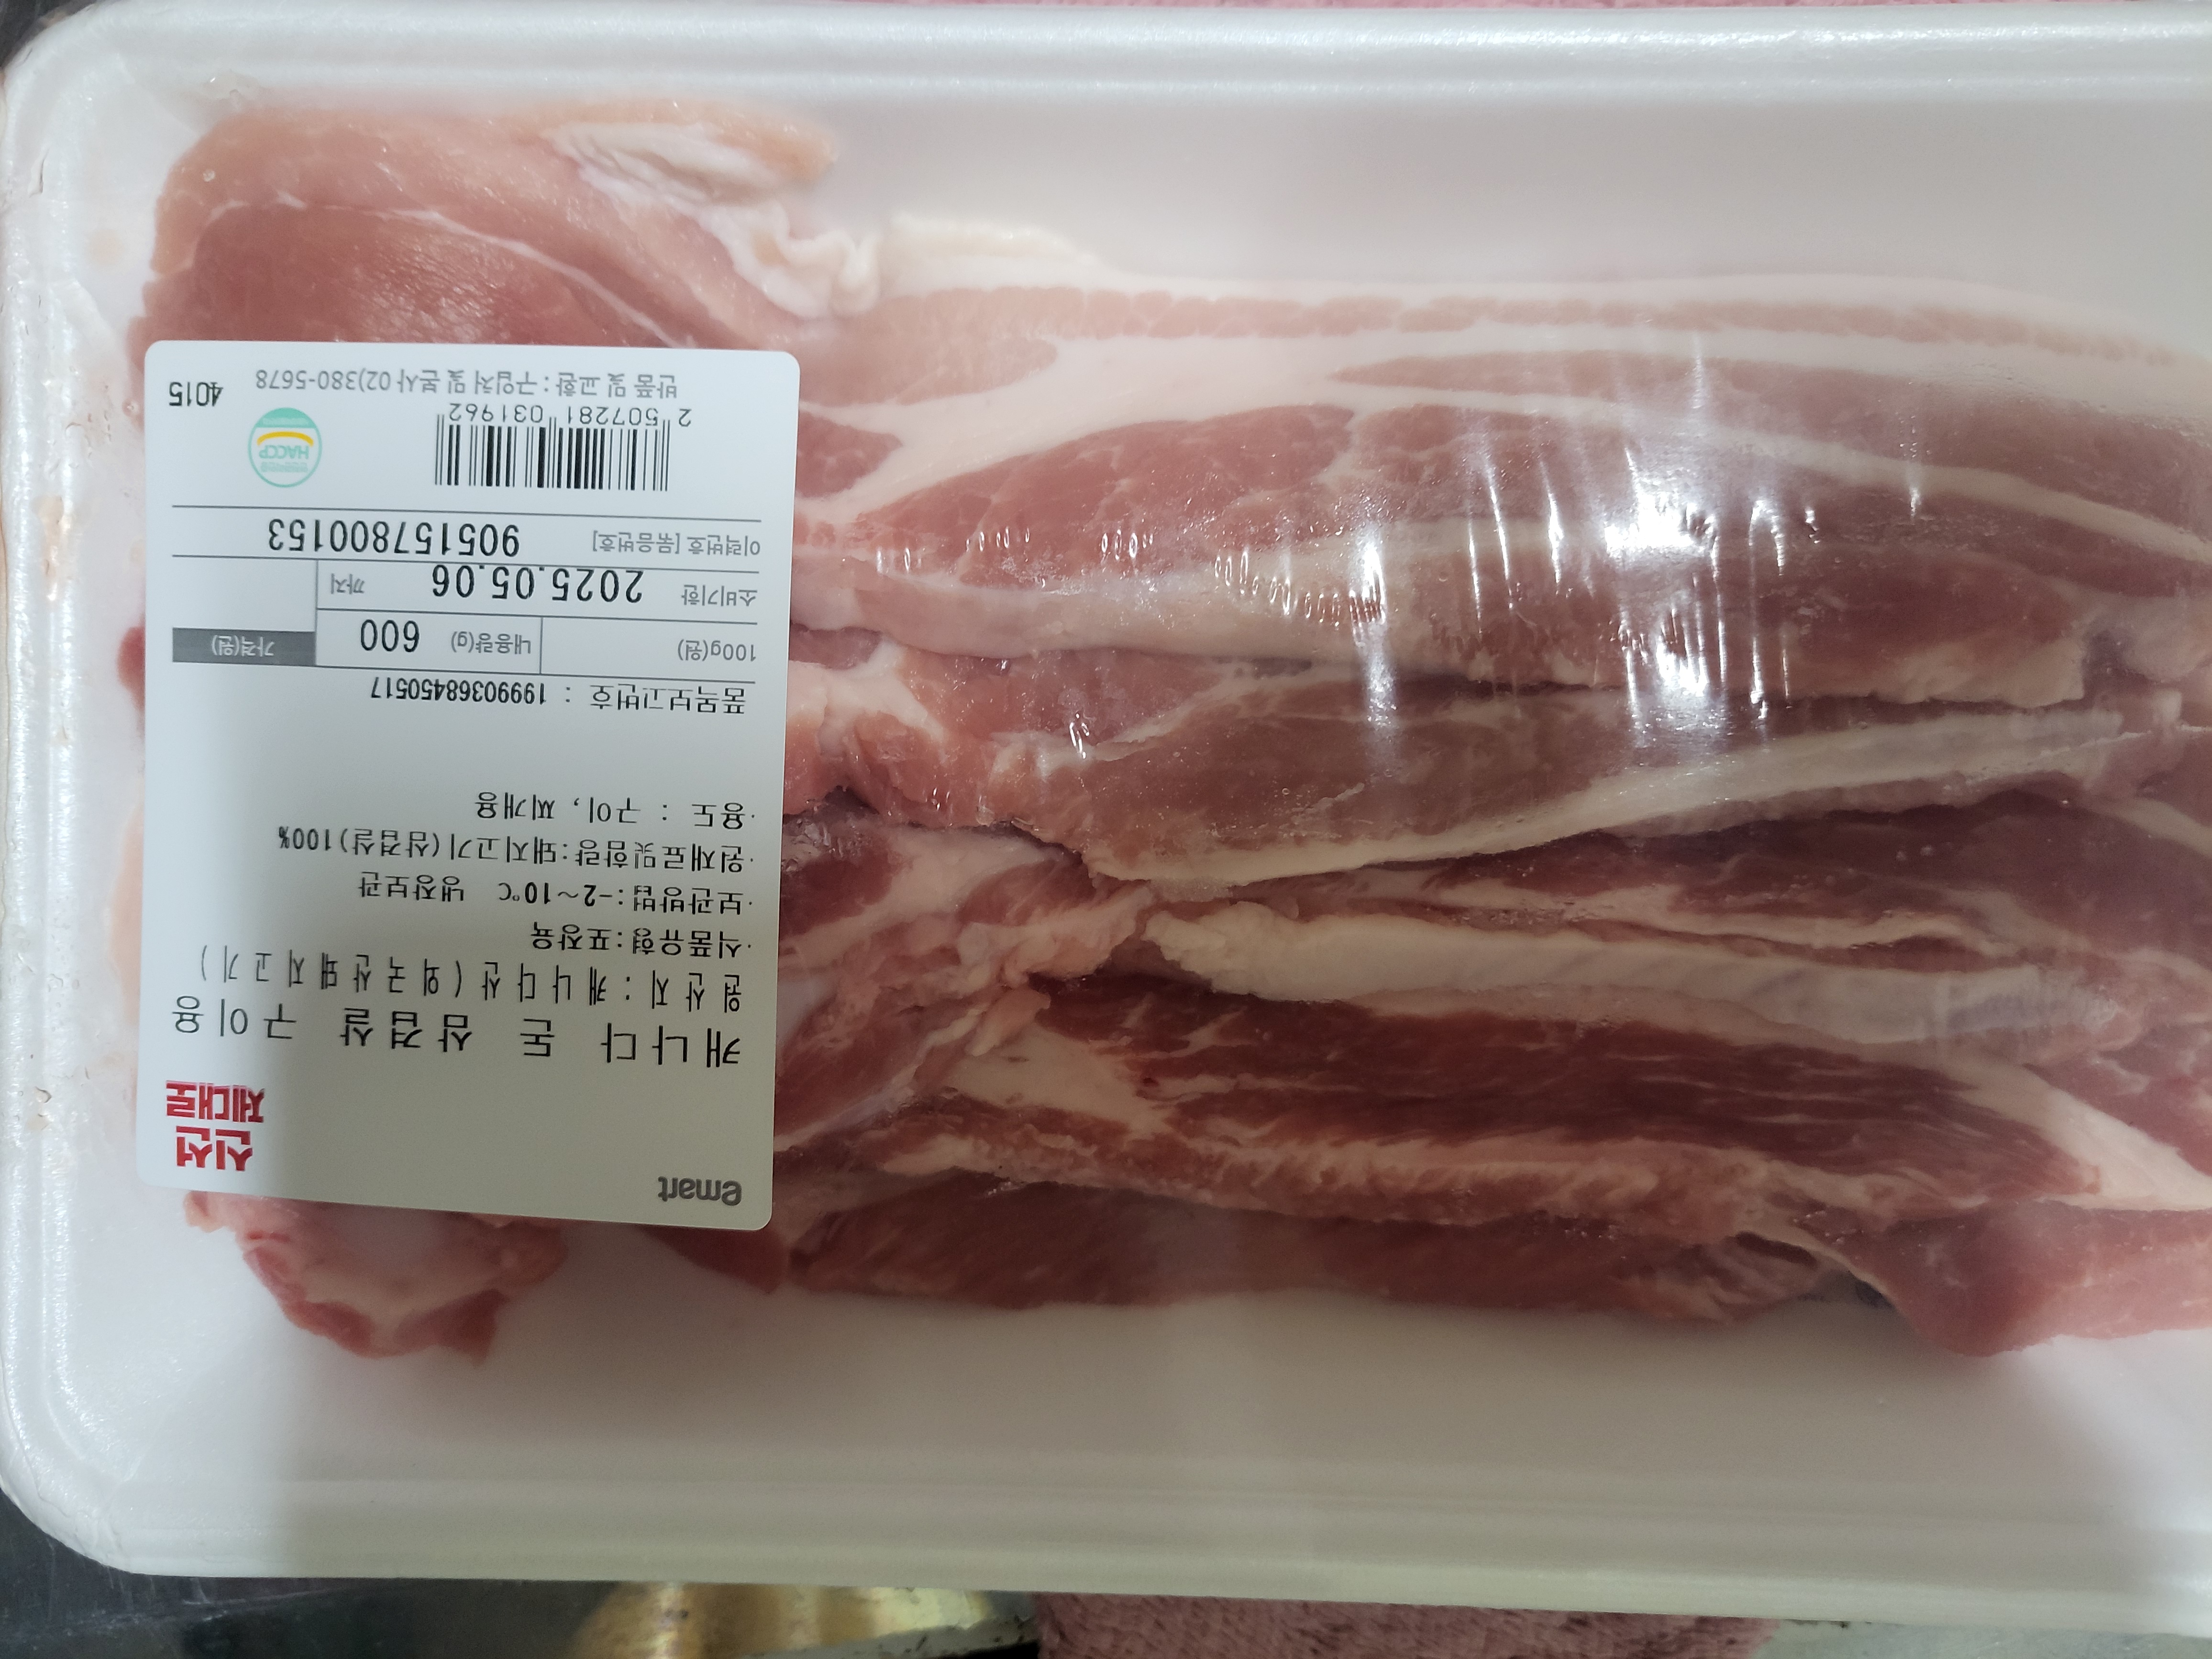 emart
신선
제대로
캐나다 돈 삼겹살 구이용
원산지:캐나다산(외국산돼지고기)
·식품유형:포장육
·보관방법:-2~10℃ 냉장보관
·원재료및함량:돼지고기(삼겹살)100%
·용도 : 구이, 찌개용
품목보고번호 : 19990368450517
100g(원) 내용량(g) 600 가격(원)
소비기한 2025.05.06 까지
이력번호 [묶음번호] 905157800153
HACCP
2 507281 031962
반품 및 교환:구입처 및 본사 02)380-5678 4015